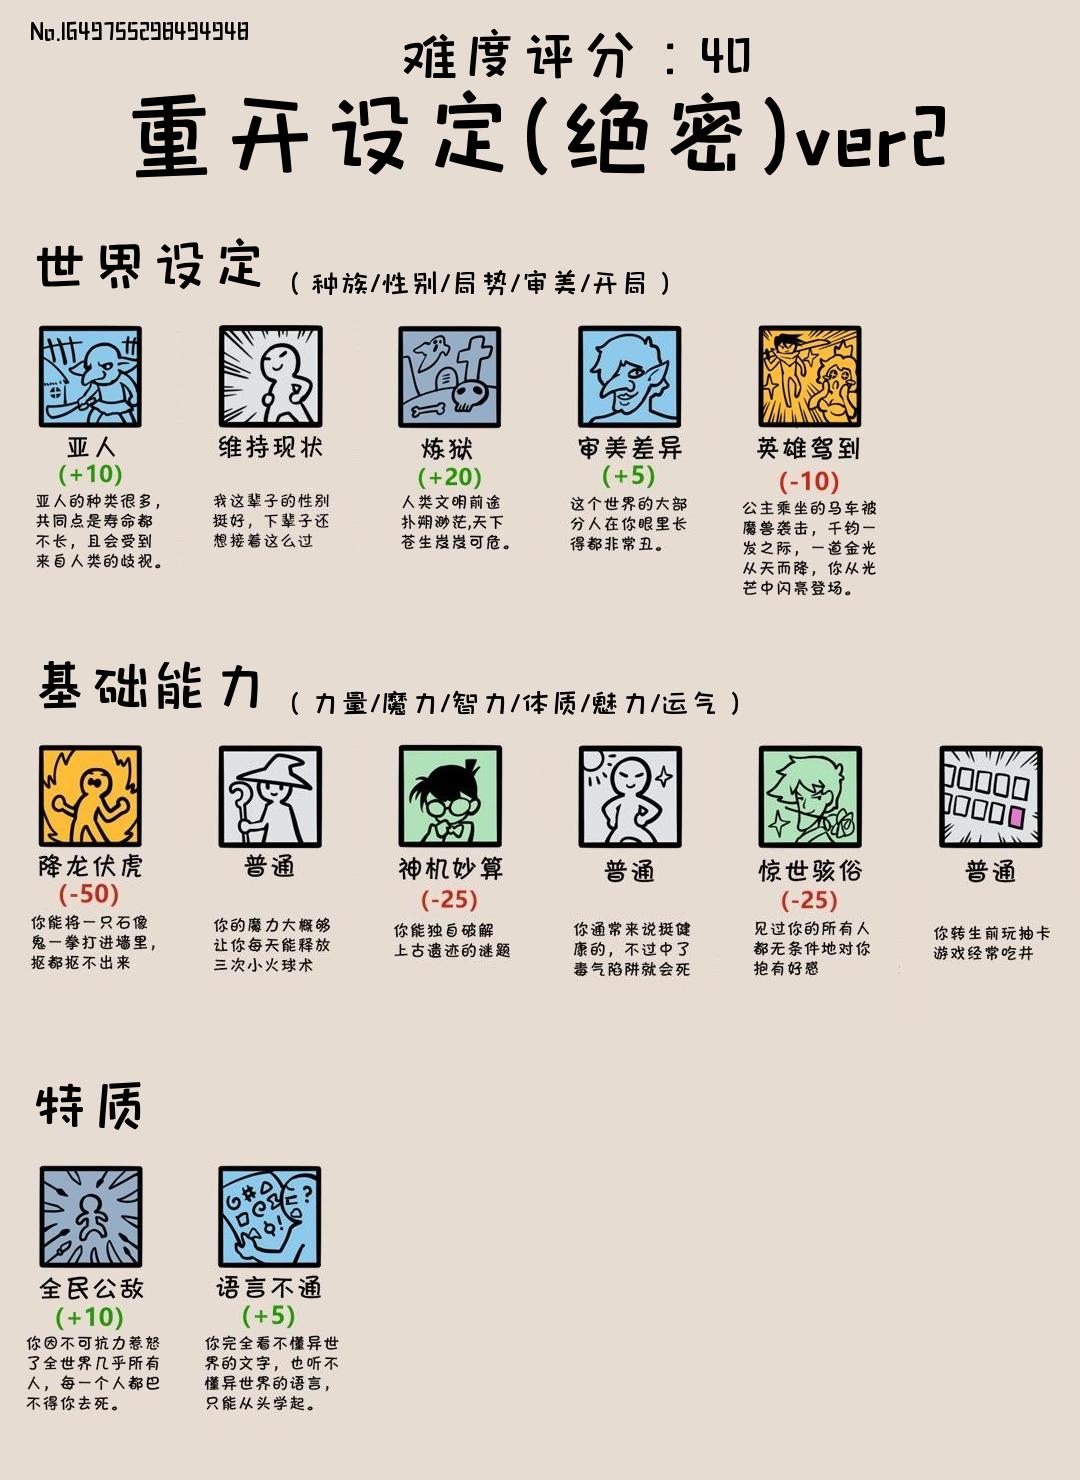 No.1649755298494948
难度评分：40
重开设定(绝密)ver2
世界设定（种族/性别/局势/审美/开局）
亚人
(+10)
亚人的种类很多，
共同点是寿命都
不长，且会受到
来自人类的歧视。
维持现状
我这辈子的性别
挺好，下辈子还
想接着这么过
炼狱
(+20)
人类文明前途
扑朔渺茫,天下
苍生岌岌可危。
审美差异
(+5)
这个世界的大部
分人在你眼里长
得都非常丑。
英雄驾到
(-10)
公主乘坐的马车被
魔兽袭击，千钧一
发之际，一道金光
从天而降，你从光
芒中闪亮登场。
基础能力（力量/魔力/智力/体质/魅力/运气）
降龙伏虎
(-50)
你能将一只石像
鬼一拳打进墙里，
抠都抠不出来
普通
你的魔力大概够
让你每天能释放
三次小火球术
神机妙算
(-25)
你能独自破解
上古遗迹的谜题
普通
你通常来说挺健
康的，不过中了
毒气陷阱就会死
惊世骇俗
(-25)
见过你的所有人
都无条件地对你
抱有好感
普通
你转生前玩抽卡
游戏经常吃井
特质
全民公敌
(+10)
你因不可抗力惹怒
了全世界几乎所有
人，每一个人都巴
不得你去死。
语言不通
(+5)
你完全看不懂异世
界的文字，也听不
懂异世界的语言，
只能从头学起。